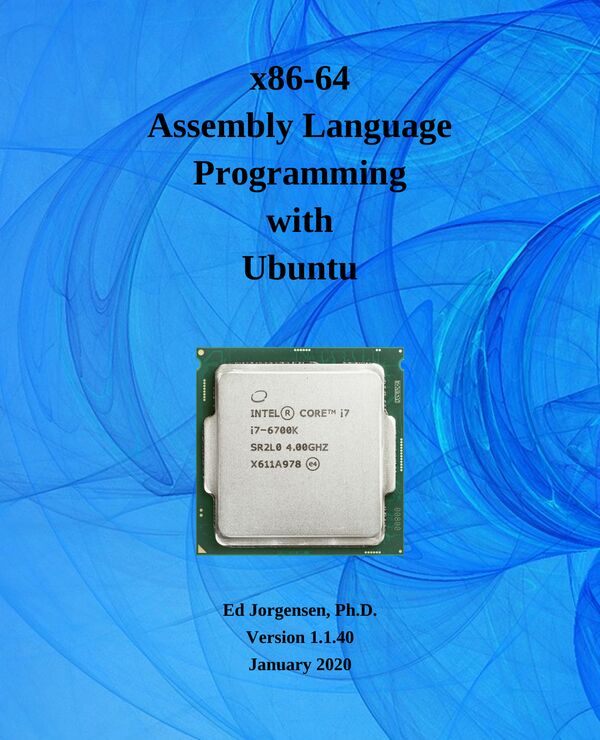 x86-64
Assembly Language
Programming
with
Ubuntu
INTEL® CORE™ i7
i7-6700K
SR2L0 4.00GHZ
X611A978 e4
Ed Jorgensen, Ph.D.
Version 1.1.40
January 2020